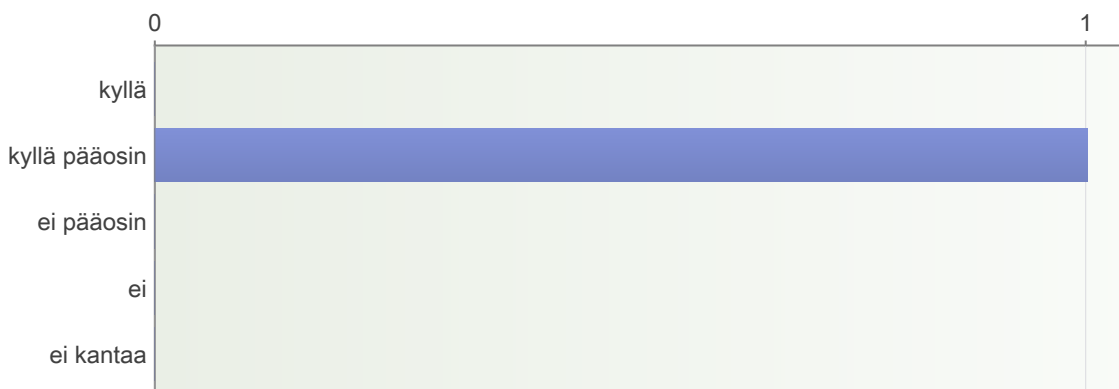 0 1
kyllä
kyllä pääosin
ei pääosin
ei
ei kantaa